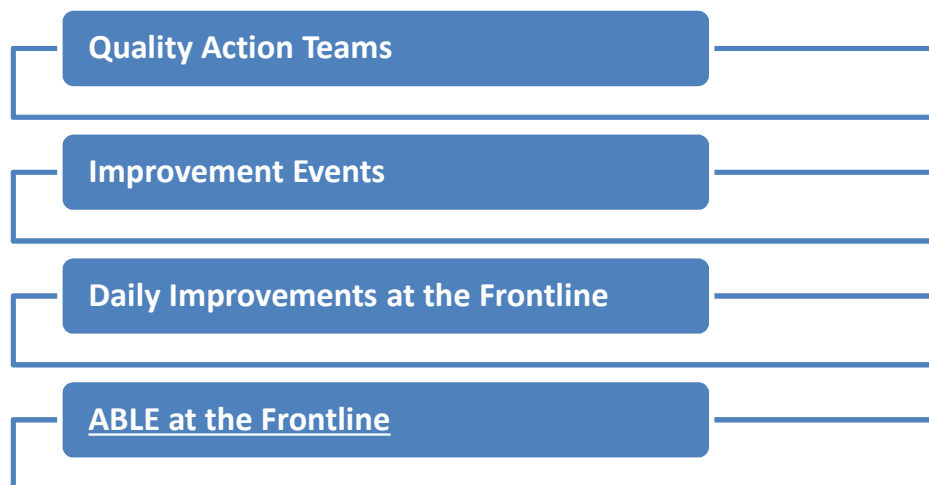 Quality Action Teams
Improvement Events
Daily Improvements at the Frontline
ABLE at the Frontline